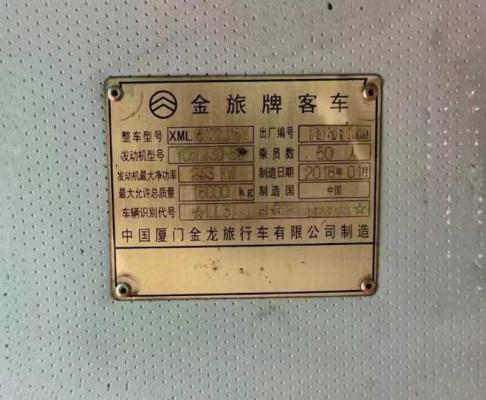 金旅牌客车
整车型号 XML 出厂编号
发动机型号 乘员数 50 人
发动机最大净功率 KW 制造日期 2018年01月
最大允许总质量 18000 kg 制造国 中国
车辆识别代号 ☆LL3 ☆
中国厦门金龙旅行车有限公司制造